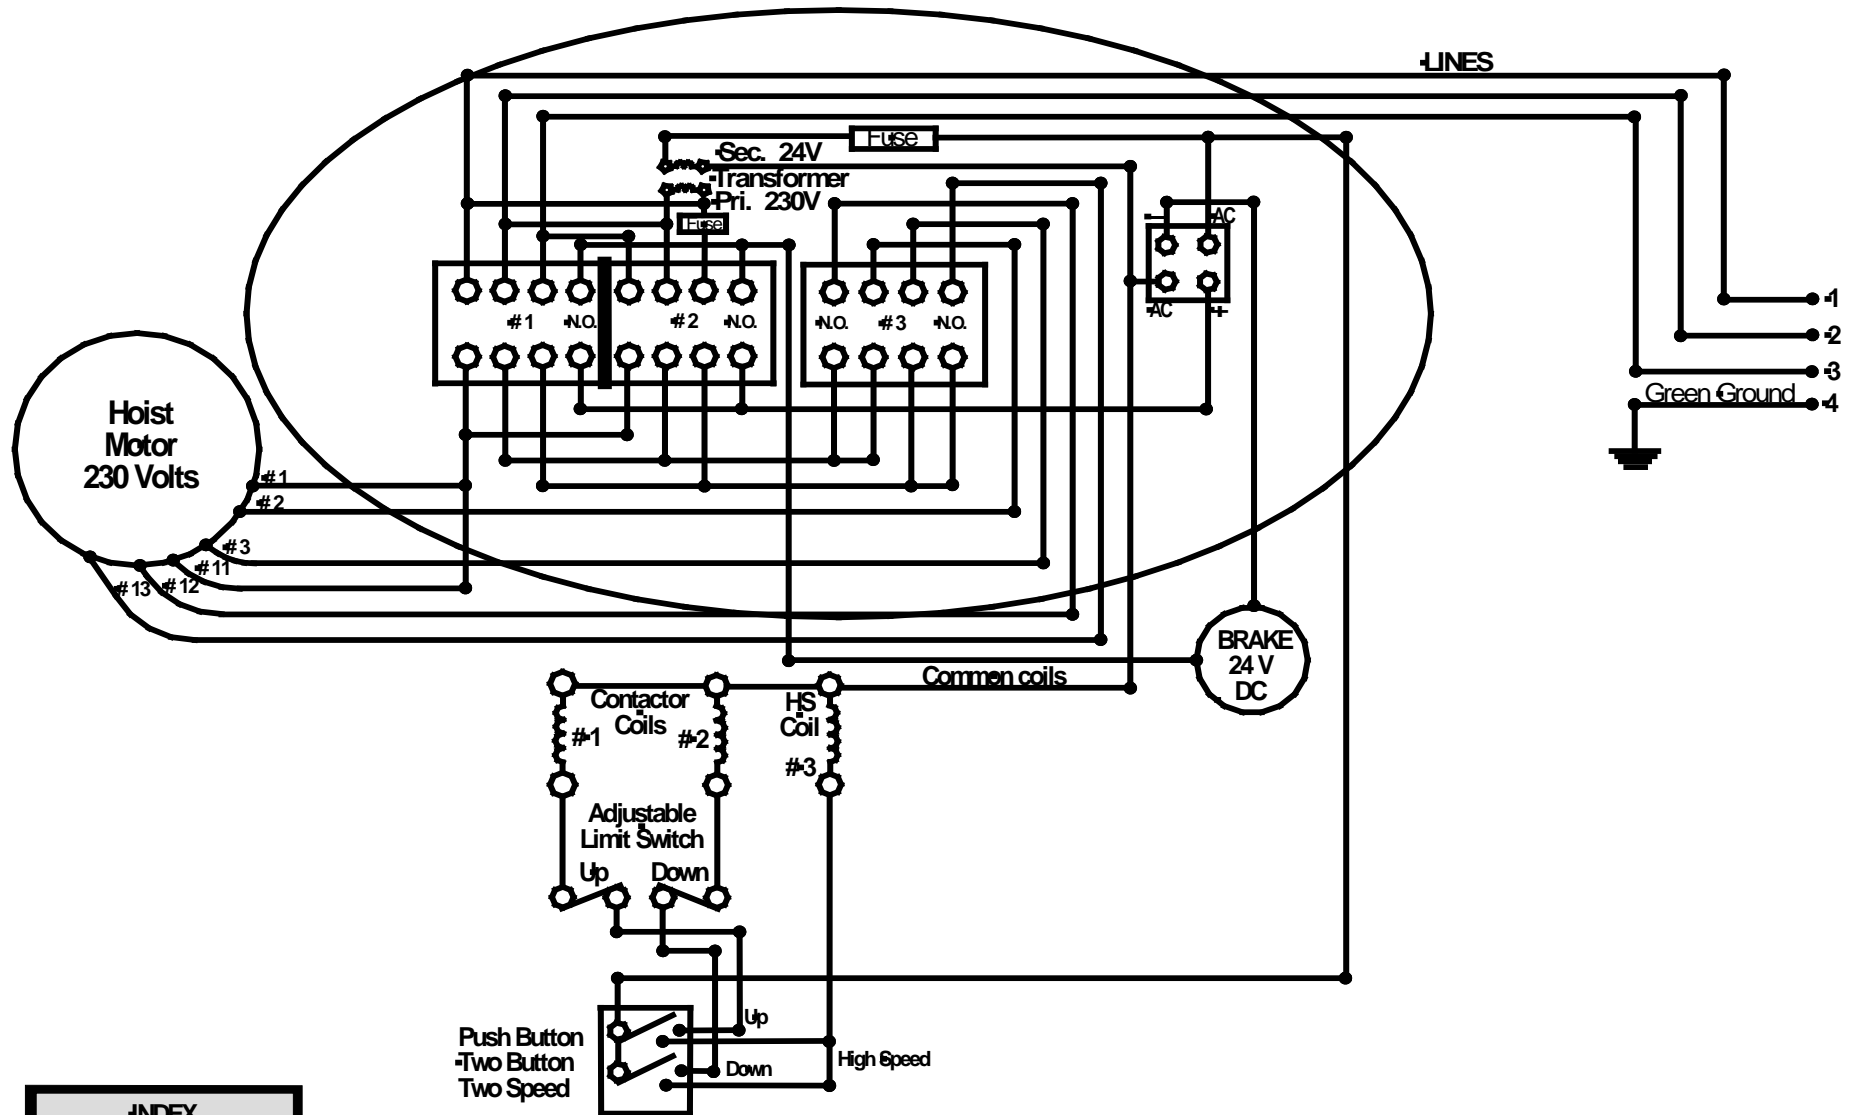 LINES
Fuse
Sec. 24V
Transformer
Pri. 230V
Fuse
-
AC
AC
+
#1
N.O.
#2
N.O.
N.O.
#3
N.O.
1
2
3
Green Ground
4
Hoist
Motor
230 Volts
#1
#2
#3
#11
#12
#13
BRAKE
24 V
DC
Common coils
Contactor
Coils
#1
#2
HS
Coil
#3
Adjustable
Limit Switch
Up
Down
Push Button
Two Button
Two Speed
Up
Down
High Speed
INDEX